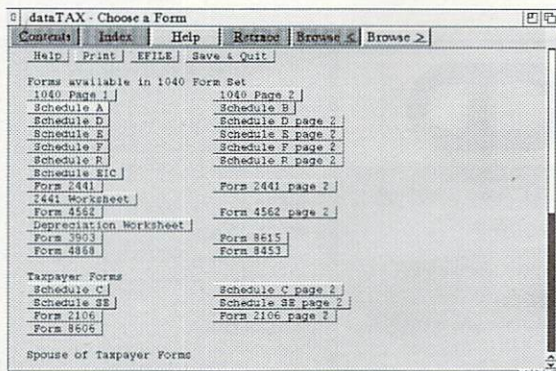 dataTAX - Choose a Form
Contents Index Help Retrace Browse < Browse >
Help Print EFILE Save & Quit
Forms available in 1040 Form Set
1040 Page 1 1040 Page 2
Schedule A Schedule B
Schedule D Schedule D page 2
Schedule E Schedule E page 2
Schedule F Schedule F page 2
Schedule R Schedule R page 2
Schedule EIC
Form 2441 Form 2441 page 2
2441 Worksheet
Form 4562 Form 4562 page 2
Depreciation Worksheet
Form 3903 Form 8615
Form 4868 Form 8453
Taxpayer Forms
Schedule C Schedule C page 2
Schedule SE Schedule SE page 2
Form 2106 Form 2106 page 2
Form 8606
Spouse of Taxpayer Forms